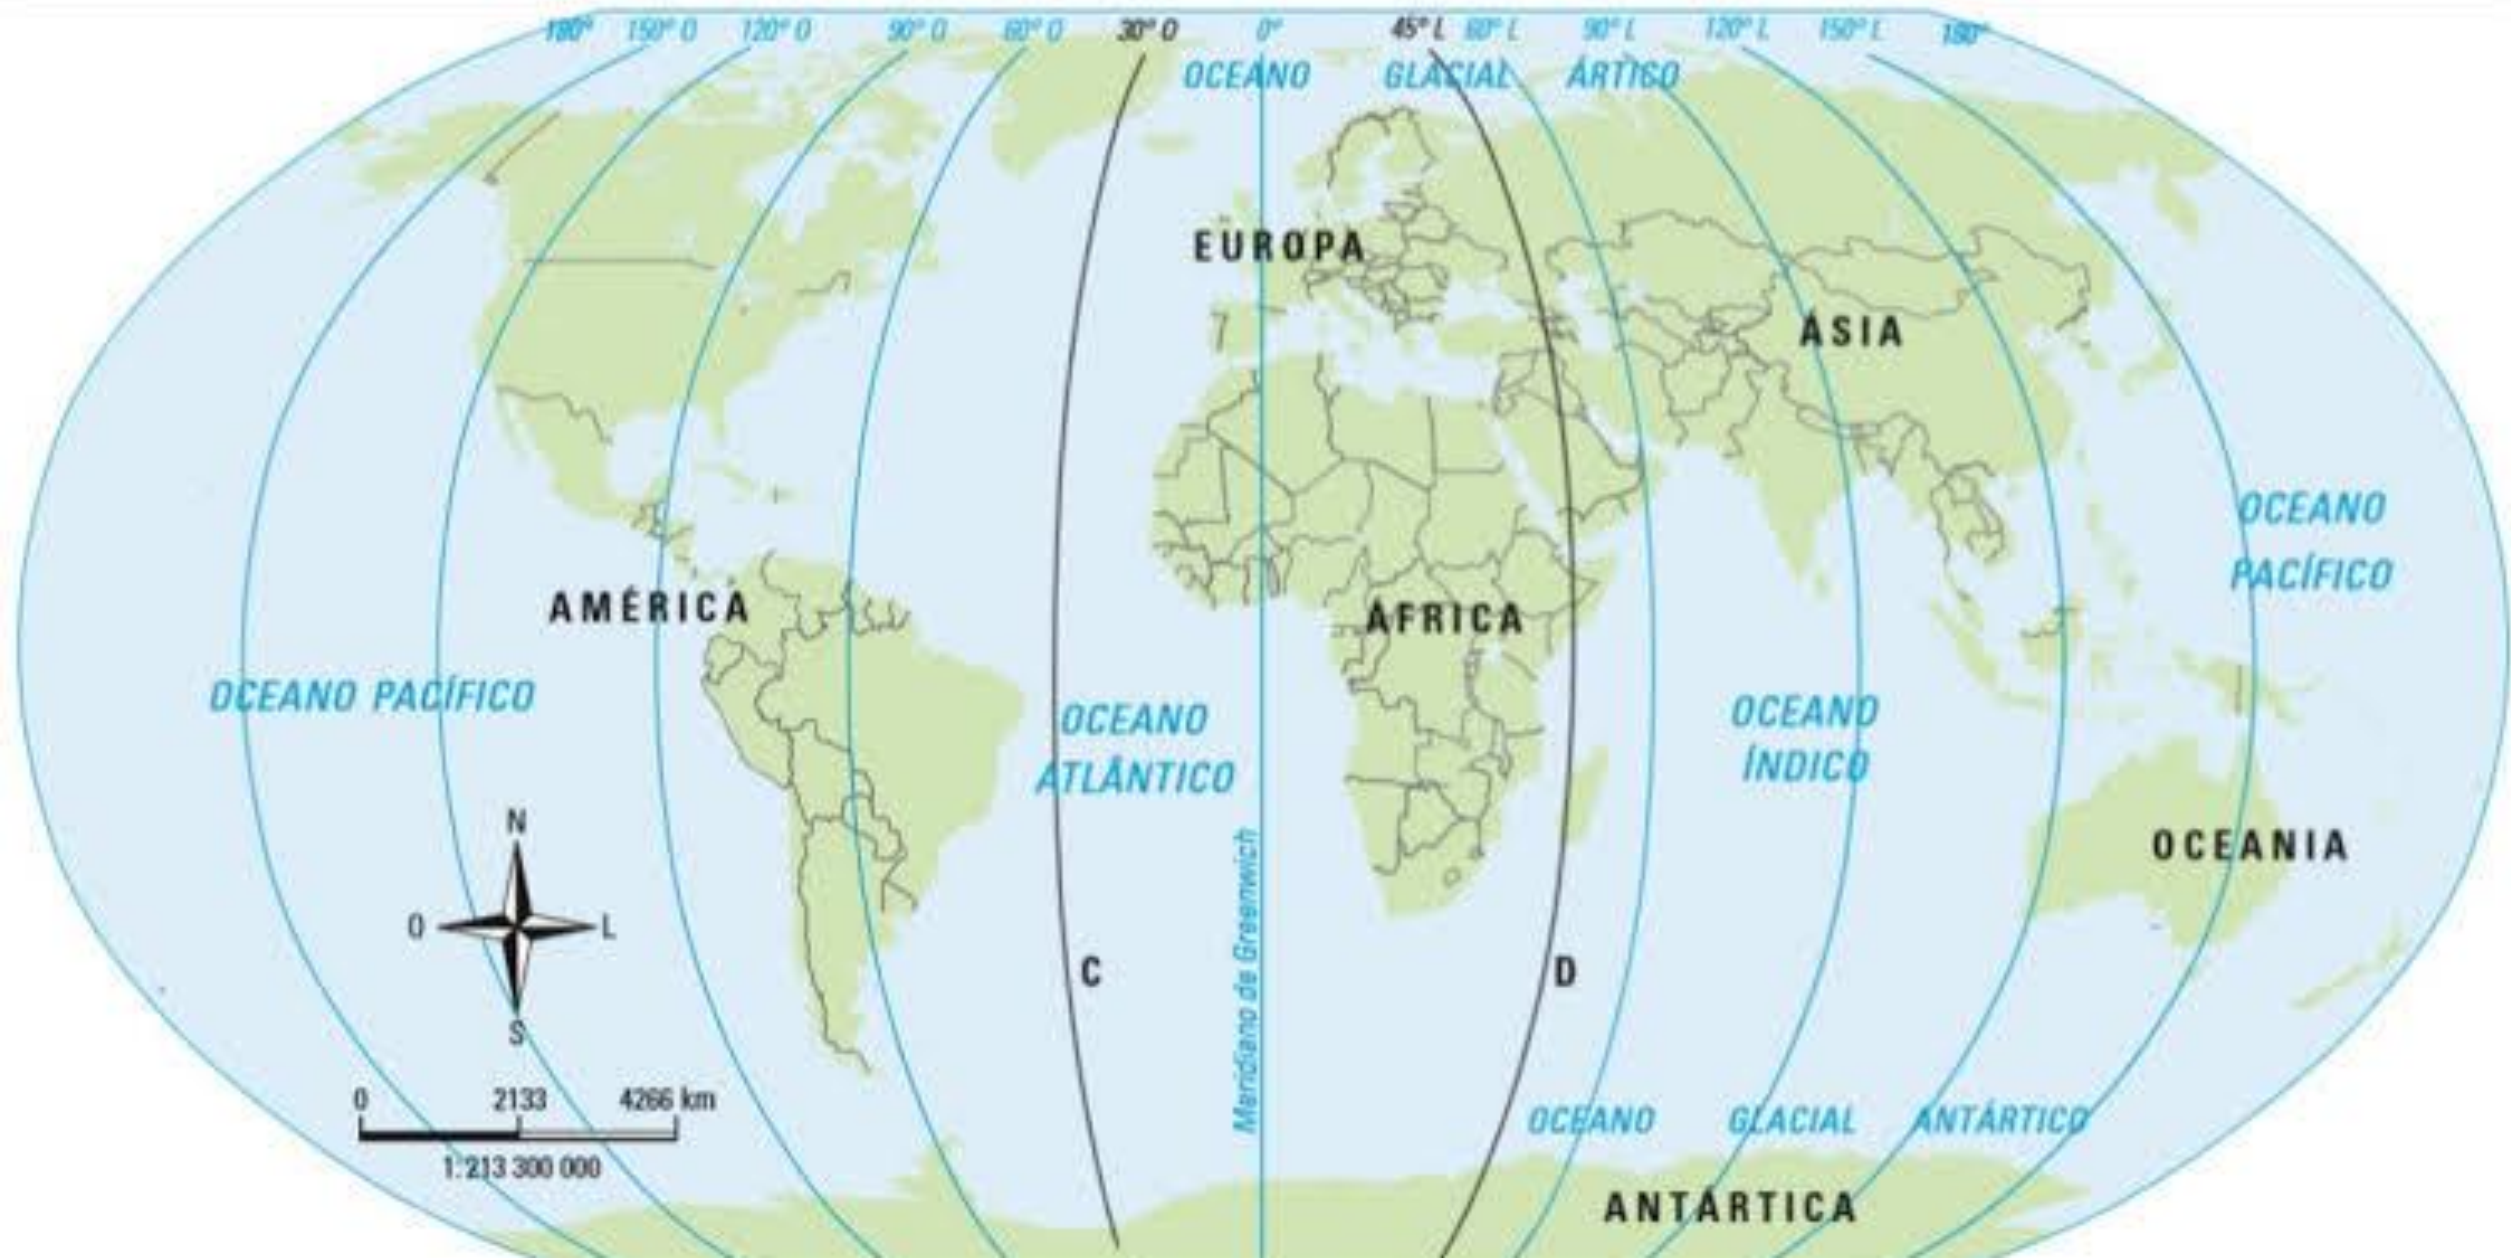 180° 150° O 120° O 90° O 60° O 30° O 0° 45° L 60° L 90° L 120° L 150° L 180°
OCEANO GLACIAL ÁRTICO
EUROPA
ÁSIA
OCEANO
PACÍFICO
AMÉRICA
ÁFRICA
OCEANO PACÍFICO
OCEANO
ATLÂNTICO
OCEANO
ÍNDICO
OCEANIA
N
O L
S
C
D
Meridiano de Greenwich
0 2133 4266 km
1:213 300 000
OCEANO GLACIAL ANTÁRTICO
ANTÁRTICA